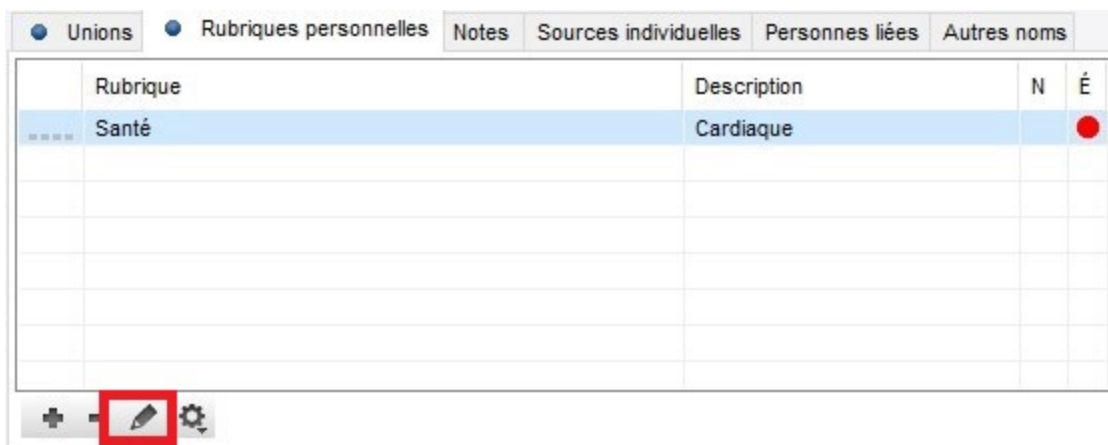 Unions Rubriques personnelles Notes Sources individuelles Personnes liées Autres noms
Rubrique Description N É
Santé Cardiaque